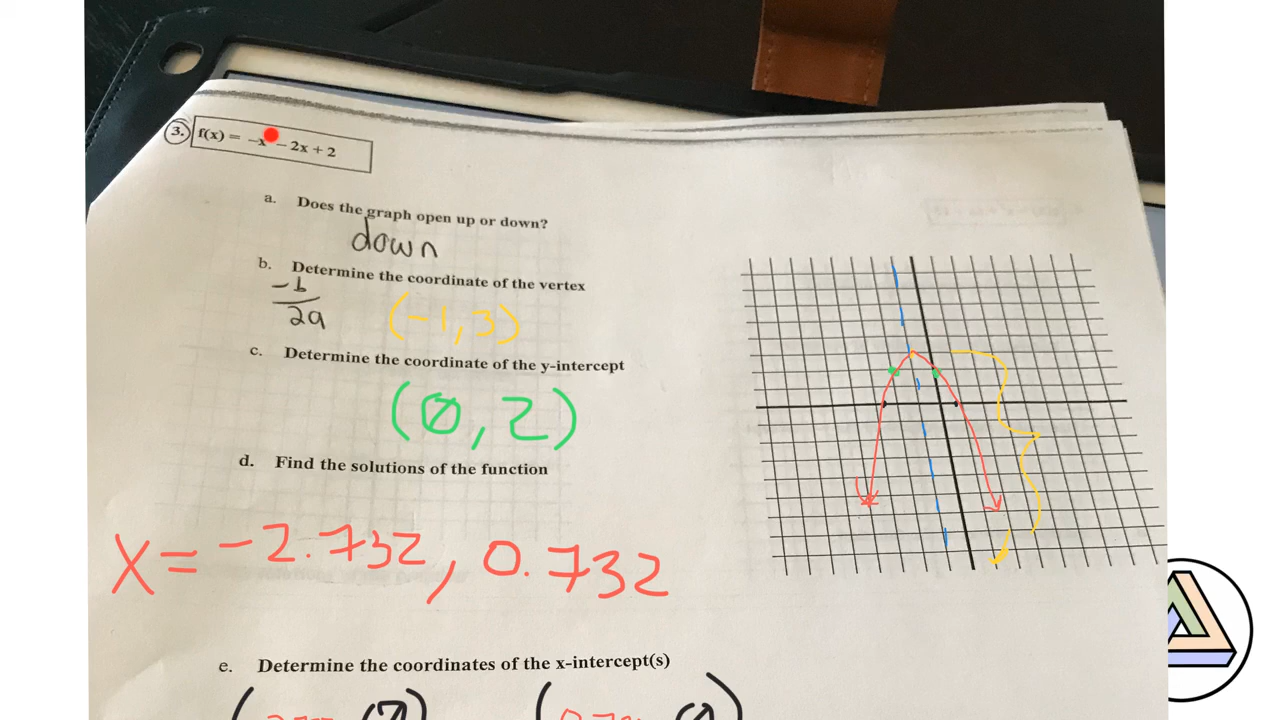 3. f(x) = −x − 2x + 2
a. Does the graph open up or down?
down
b. Determine the coordinate of the vertex
-b
2a
(-1,3)
c. Determine the coordinate of the y-intercept
(0,2)
d. Find the solutions of the function
X= -2.732, 0.732
e. Determine the coordinates of the x-intercept(s)